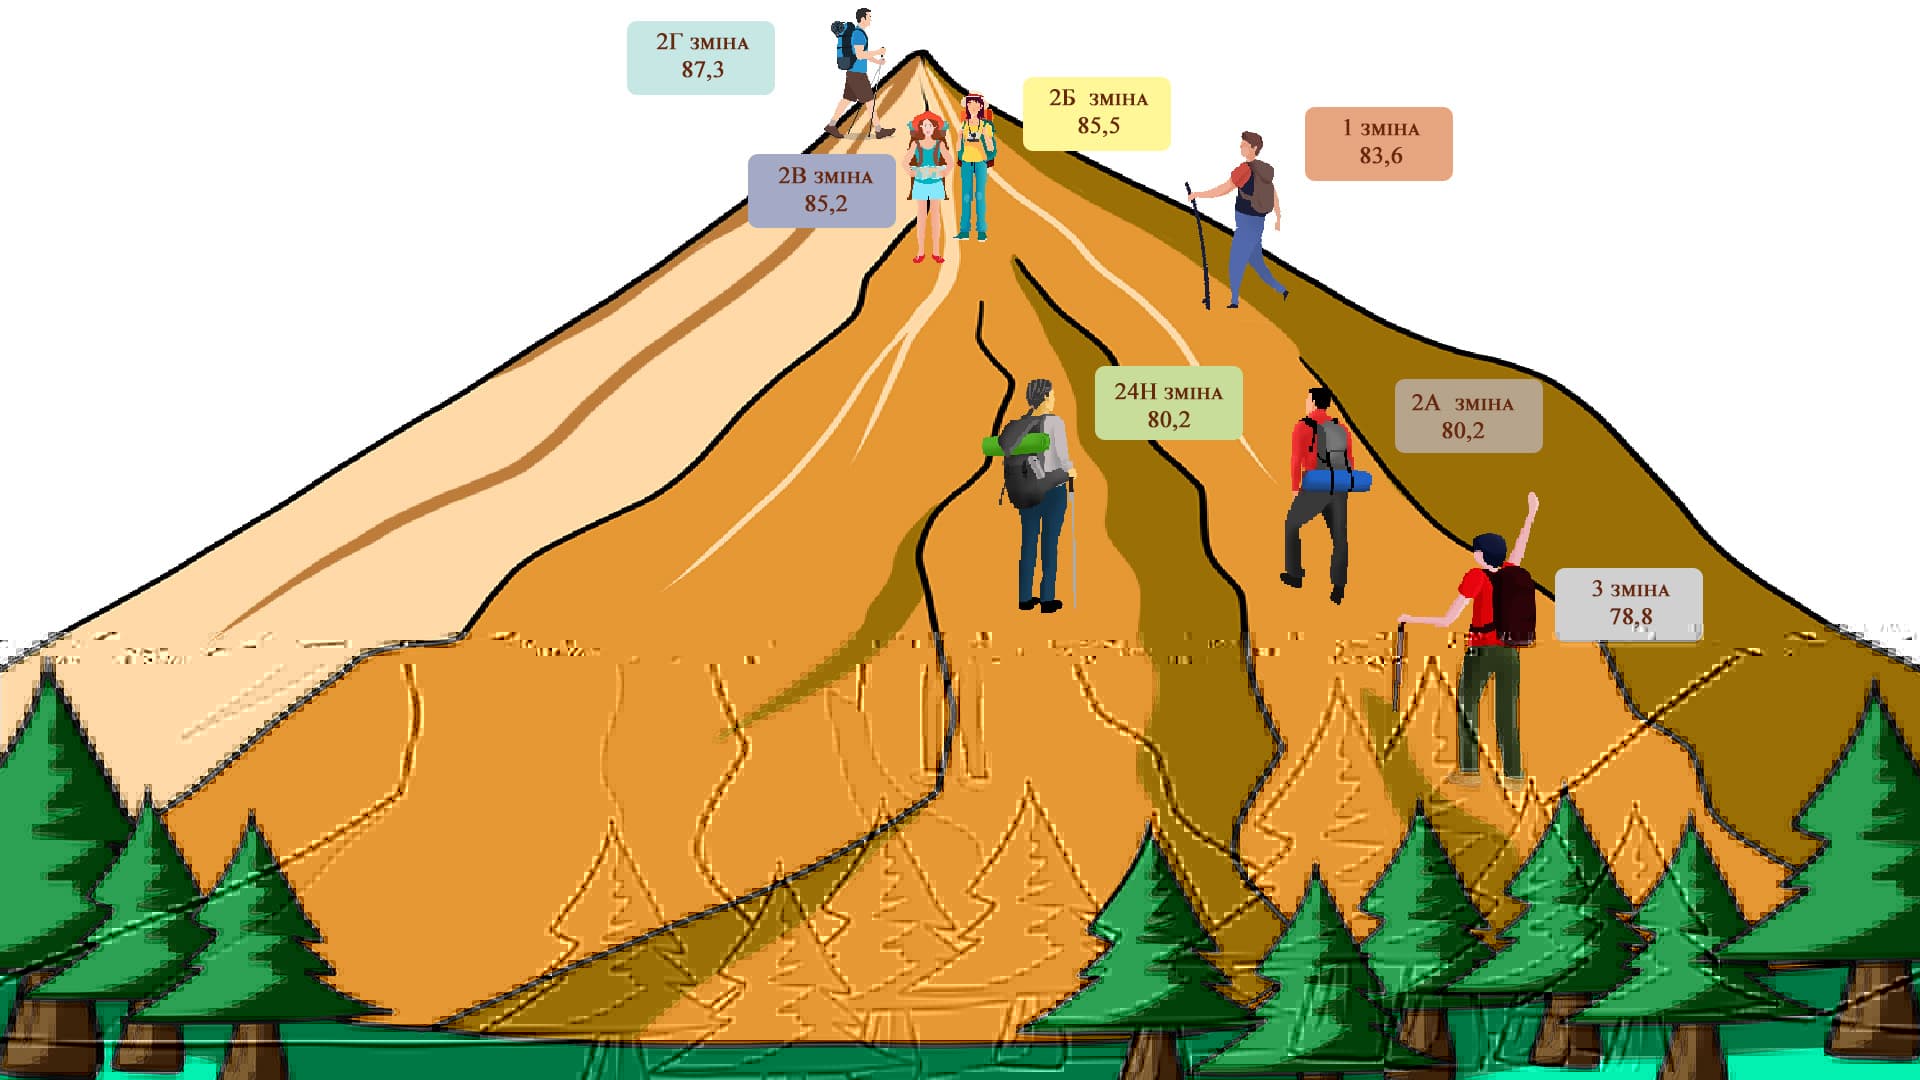 2Г зміна
87,3
2Б зміна
85,5
1 зміна
83,6
2В зміна
85,2
24Н зміна
80,2
2А зміна
80,2
3 зміна
78,8